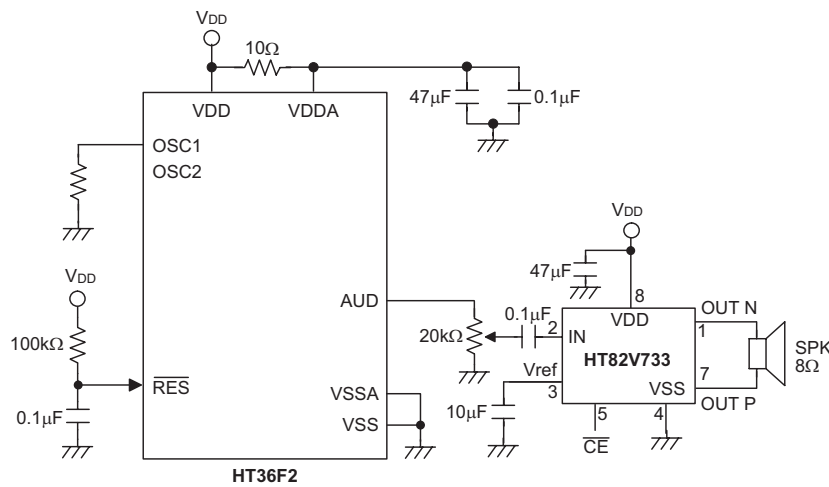 VDD
10Ω
VDD
VDDA
47μF
0.1μF
OSC1
OSC2
VDD
100kΩ
RES
0.1μF
AUD
VSSA
VSS
HT36F2
20kΩ
0.1μF
2
IN
VDD
47μF
8
VDD
HT82V733
OUT N
1
SPK
8Ω
7
OUT P
Vref
3
10μF
VSS
5
4
CE